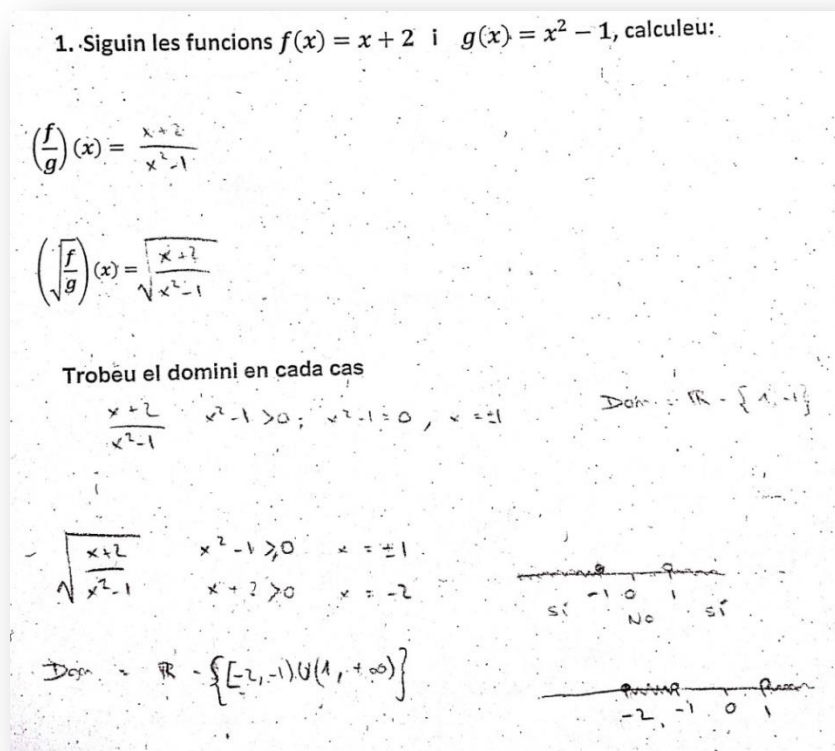 1. Siguin les funcions f(x) = x + 2 i g(x) = x² − 1, calculeu:
(f/g)(x) = (x+2)/(x²-1)
(√(f/g))(x) = √((x+2)/(x²-1))
Trobeu el domini en cada cas
(x+2)/(x²-1) x²-1 >0; x²-1=0, x=±1 Dom. = ℝ - {1,-1}
√((x+2)/(x²-1)) x²-1 ≥0 x = ±1
x+2 ≥0 x = -2
-1 0 1
sí No sí
Dom = ℝ - {[-2,-1)∪(1,+∞)}
-2, -1 0 1